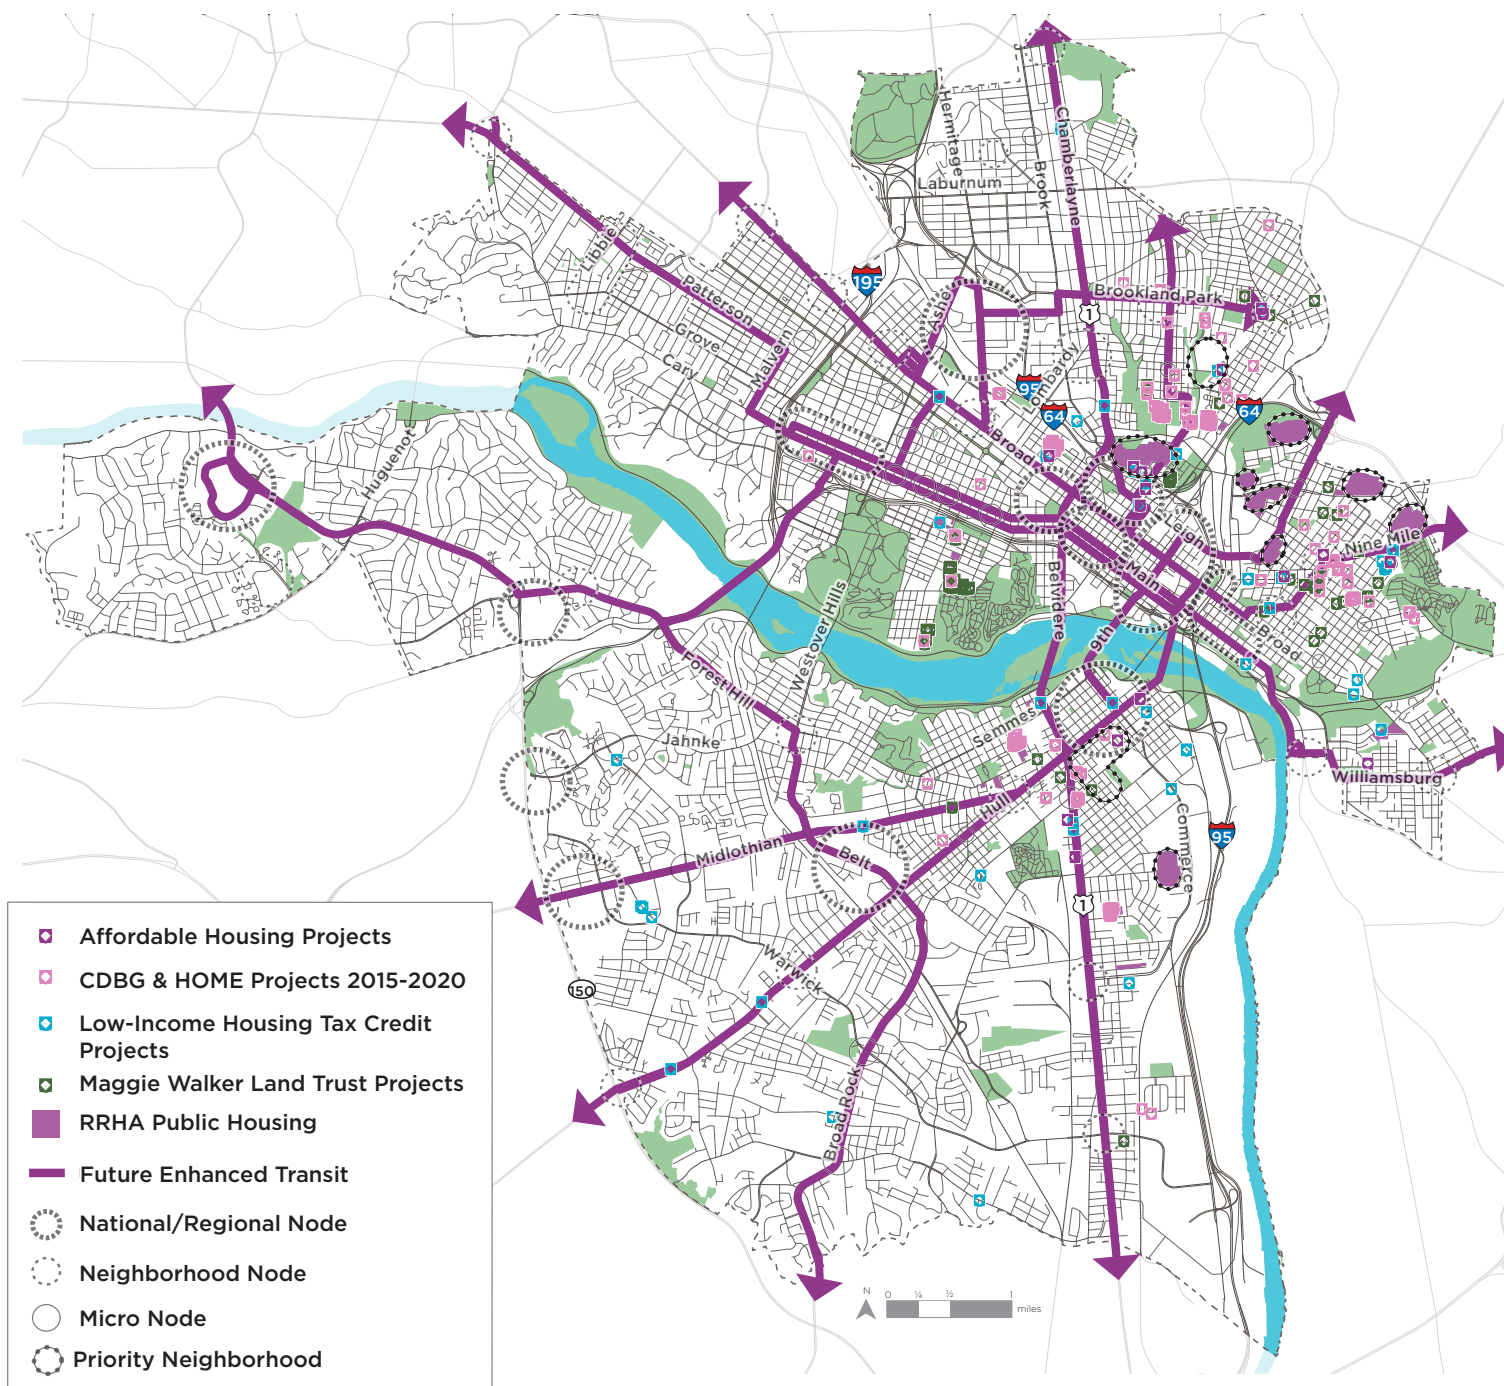 Hermitage
Chamberlayne
Brook
Laburnum
Libbie
Patterson
195
Ashe
Brookland Park
1
Grove
Cary
Malvern
Lombardy
95
64
64
Huguenot
Broad
Leigh
Nine Mile
Main
Belvidere
Westover Hills
9th
Broad
Forest Hill
Semmes
Jahnke
Williamsburg
Hull
Commerce
95
Midlothian
Belt
1
Warwick
150
Broad Rock
Affordable Housing Projects
CDBG & HOME Projects 2015-2020
Low-Income Housing Tax Credit
Projects
Maggie Walker Land Trust Projects
RRHA Public Housing
Future Enhanced Transit
National/Regional Node
Neighborhood Node
Micro Node
Priority Neighborhood
N
0 ¼ ½ 1
miles